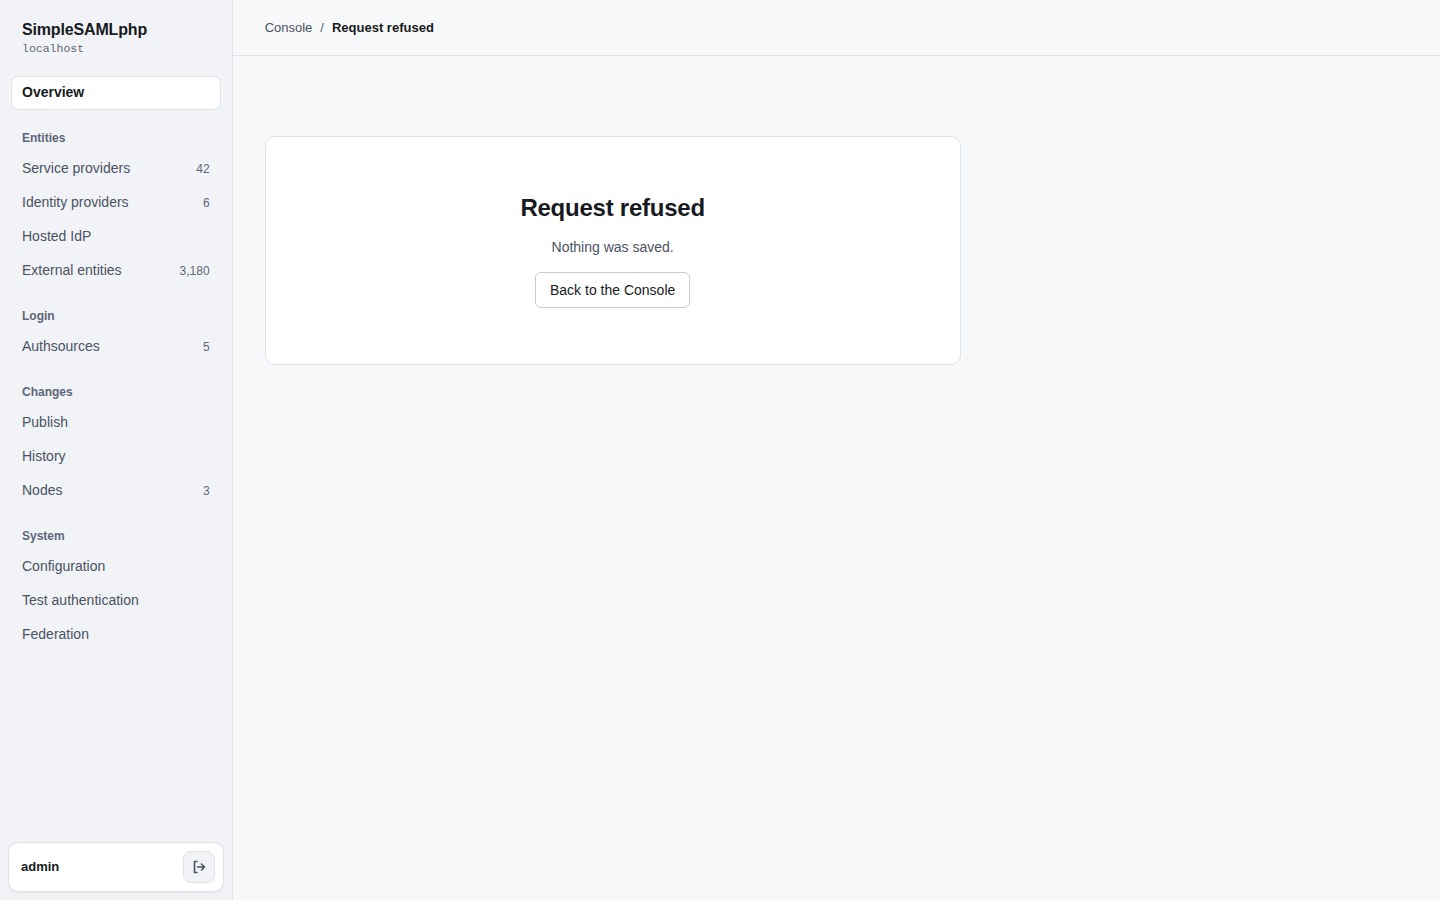 SimpleSAMLphp
localhost
Overview
Entities
Service providers 42
Identity providers 6
Hosted IdP
External entities 3,180
Login
Authsources 5
Changes
Publish
History
Nodes 3
System
Configuration
Test authentication
Federation
admin
Console / Request refused
Request refused
Nothing was saved.
Back to the Console